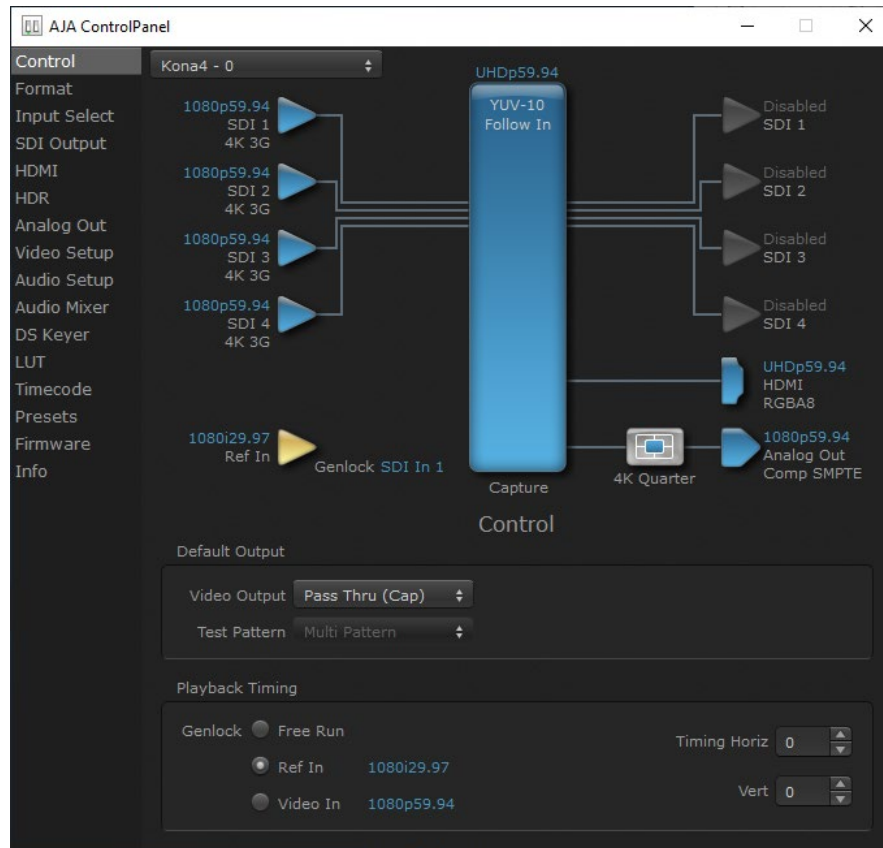 AJA ControlPanel
Control
Format
Input Select
SDI Output
HDMI
HDR
Analog Out
Video Setup
Audio Setup
Audio Mixer
DS Keyer
LUT
Timecode
Presets
Firmware
Info
Kona4 - 0
1080p59.94
SDI 1
4K 3G
1080p59.94
SDI 2
4K 3G
1080p59.94
SDI 3
4K 3G
1080p59.94
SDI 4
4K 3G
1080i29.97
Ref In
Genlock SDI In 1
UHDp59.94
YUV-10
Follow In
Capture
Disabled
SDI 1
Disabled
SDI 2
Disabled
SDI 3
Disabled
SDI 4
UHDp59.94
HDMI
RGBA8
4K Quarter
1080p59.94
Analog Out
Comp SMPTE
Control
Default Output
Video Output Pass Thru (Cap)
Test Pattern Multi Pattern
Playback Timing
Genlock Free Run
Ref In 1080i29.97
Video In 1080p59.94
Timing Horiz 0
Vert 0